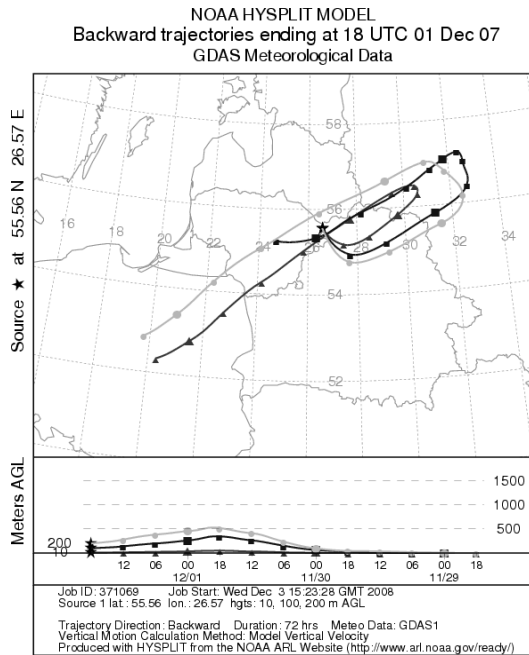 NOAA HYSPLIT MODEL
Backward trajectories ending at 18 UTC 01 Dec 07
GDAS Meteorological Data
Source ★ at 55.56 N 26.57 E
58
56
54
52
16
18
20
22
24
26
28
30
32
34
Meters AGL
1500
1000
500
200
10
12 06 00 18 12 06 00 18 12 06 00 18
12/01 11/30 11/29
Job ID: 371069 Job Start: Wed Dec 3 15:23:28 GMT 2008
Source 1 lat.: 55.56 lon.: 26.57 hgts: 10, 100, 200 m AGL
Trajectory Direction: Backward Duration: 72 hrs Meteo Data: GDAS1
Vertical Motion Calculation Method: Model Vertical Velocity
Produced with HYSPLIT from the NOAA ARL Website (http://www.arl.noaa.gov/ready/)